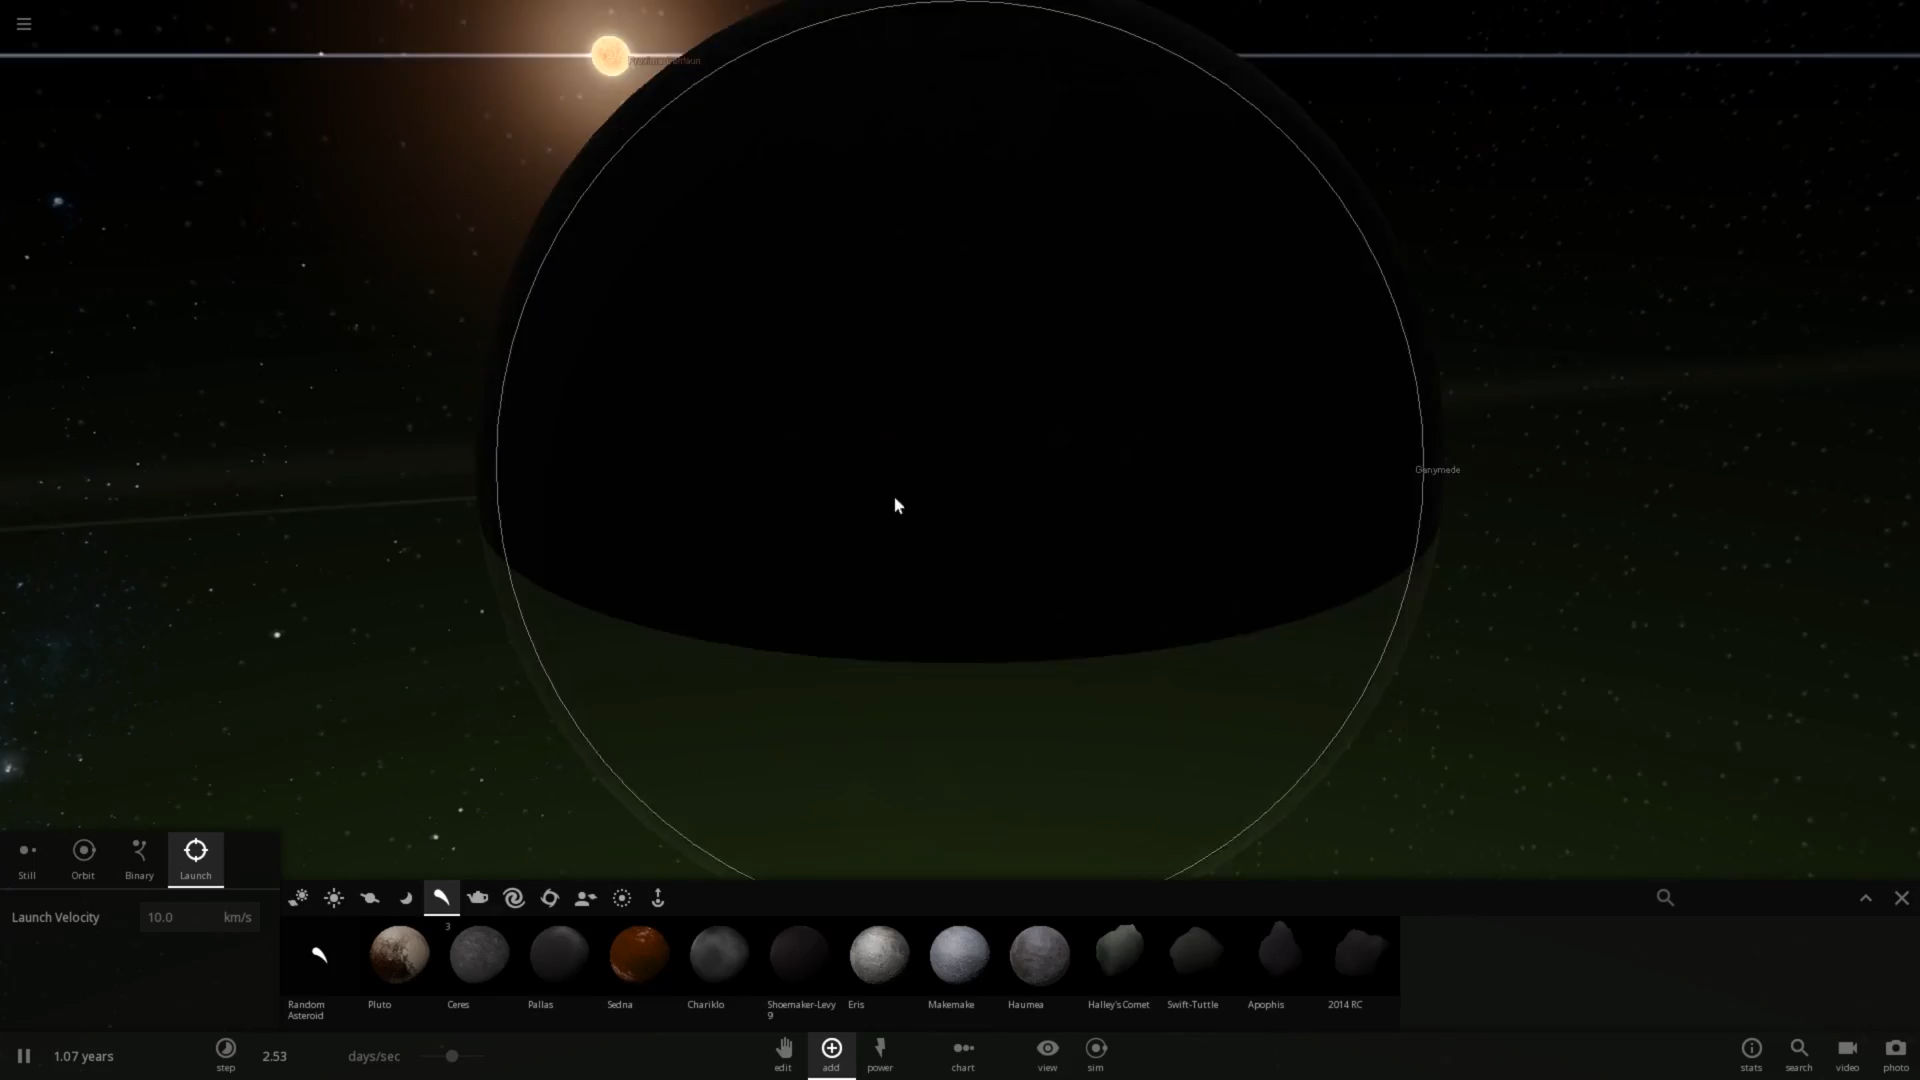 Ganymede
Still
Orbit
Binary
Launch
Launch Velocity
10.0
km/s
3
Random
Asteroid
Pluto
Ceres
Pallas
Sedna
Chariklo
Shoemaker-Levy
9
Eris
Makemake
Haumea
Halley's Comet
Swift-Tuttle
Apophis
2014 RC
1.07 years
step
2.53
days/sec
edit
add
power
chart
view
sim
stats
search
video
photo